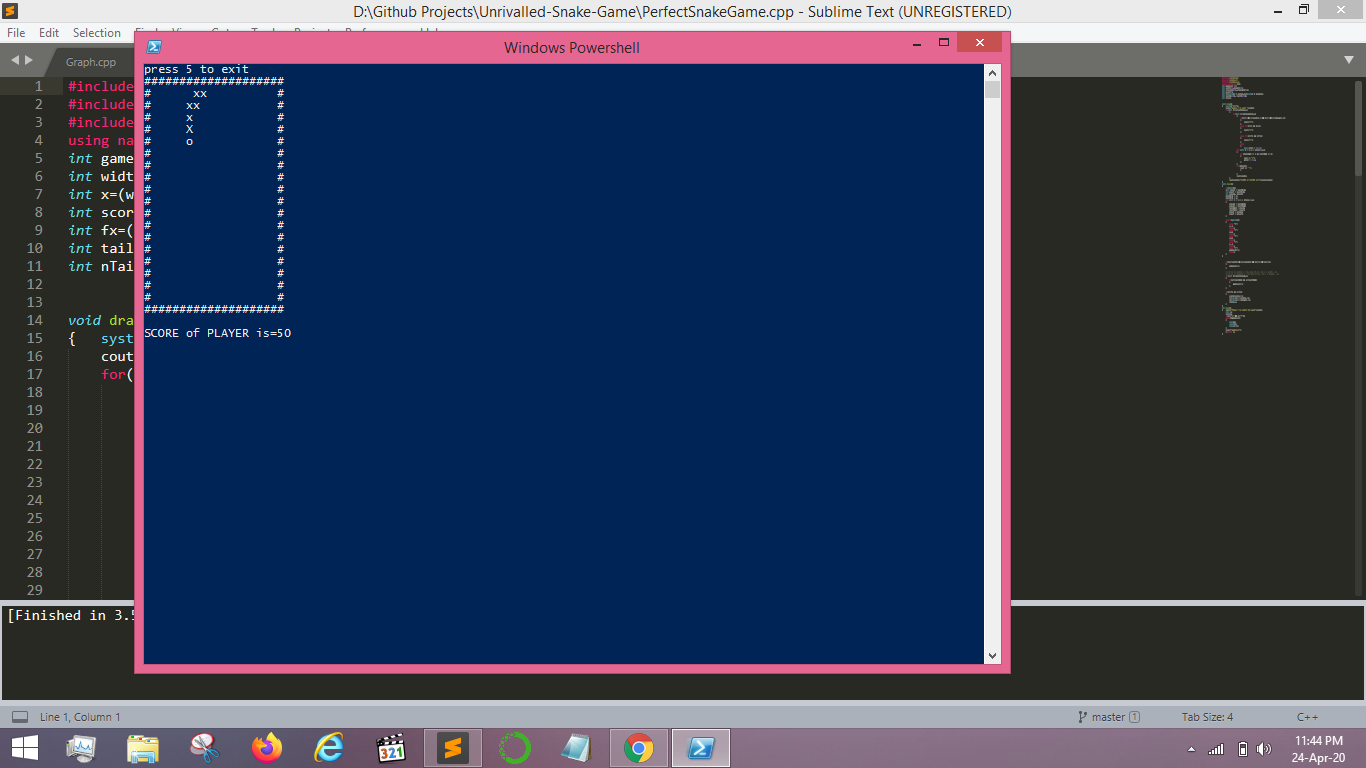 D:\Github Projects\Unrivalled-Snake-Game\PerfectSnakeGame.cpp - Sublime Text (UNREGISTERED)
File Edit Selection
Windows Powershell
Graph.cpp
press 5 to exit
####################
#      xx          #
#     xx           #
#     x            #
#     X            #
#     o            #
#                  #
#                  #
#                  #
#                  #
#                  #
#                  #
#                  #
#                  #
#                  #
#                  #
#                  #
#                  #
#                  #
####################
SCORE of PLAYER is=50
1 #include
2 #include
3 #include
4 using na
5 int game
6 int widt
7 int x=(w
8 int scor
9 int fx=(
10 int tail
11 int nTai
12
13
14 void dra
15 { syst
16 cout
17 for(
18
19
20
21
22
23
24
25
26
27
28
29
[Finished in 3.5
Line 1, Column 1
master 1
Tab Size: 4
C++
321
11:44 PM
24-Apr-20